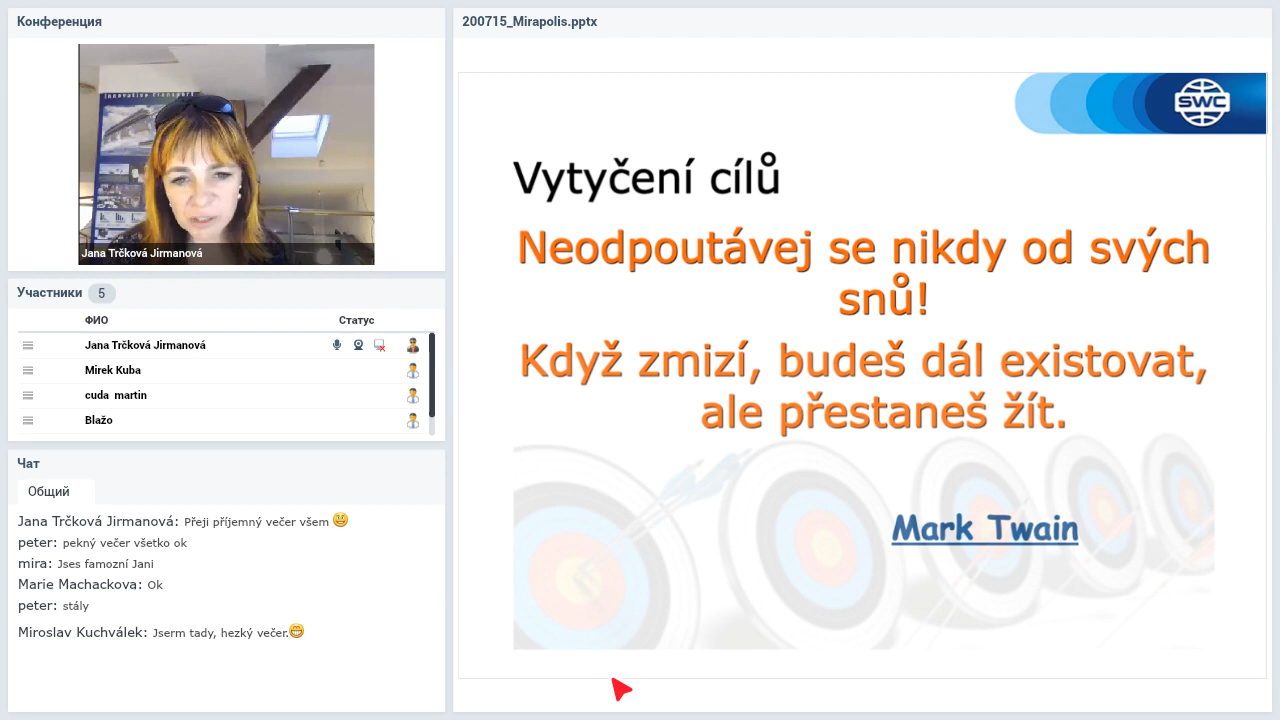 Конференция
Innovative Transport
Jana Trčková Jirmanová
Участники 5
ФИО Статус
Jana Trčková Jirmanová
Mirek Kuba
cuda martin
Blažo
Чат
Общий
Jana Trčková Jirmanová: Přeji příjemný večer všem
peter: pekný večer všetko ok
mira: Jses famozní Jani
Marie Machackova: Ok
peter: stály
Miroslav Kuchválek: Jserm tady, hezký večer.
200715_Mirapolis.pptx
SWC
Vytyčení cílů
Neodpoutávej se nikdy od svých
snů!
Když zmizí, budeš dál existovat,
ale přestaneš žít.
Mark Twain